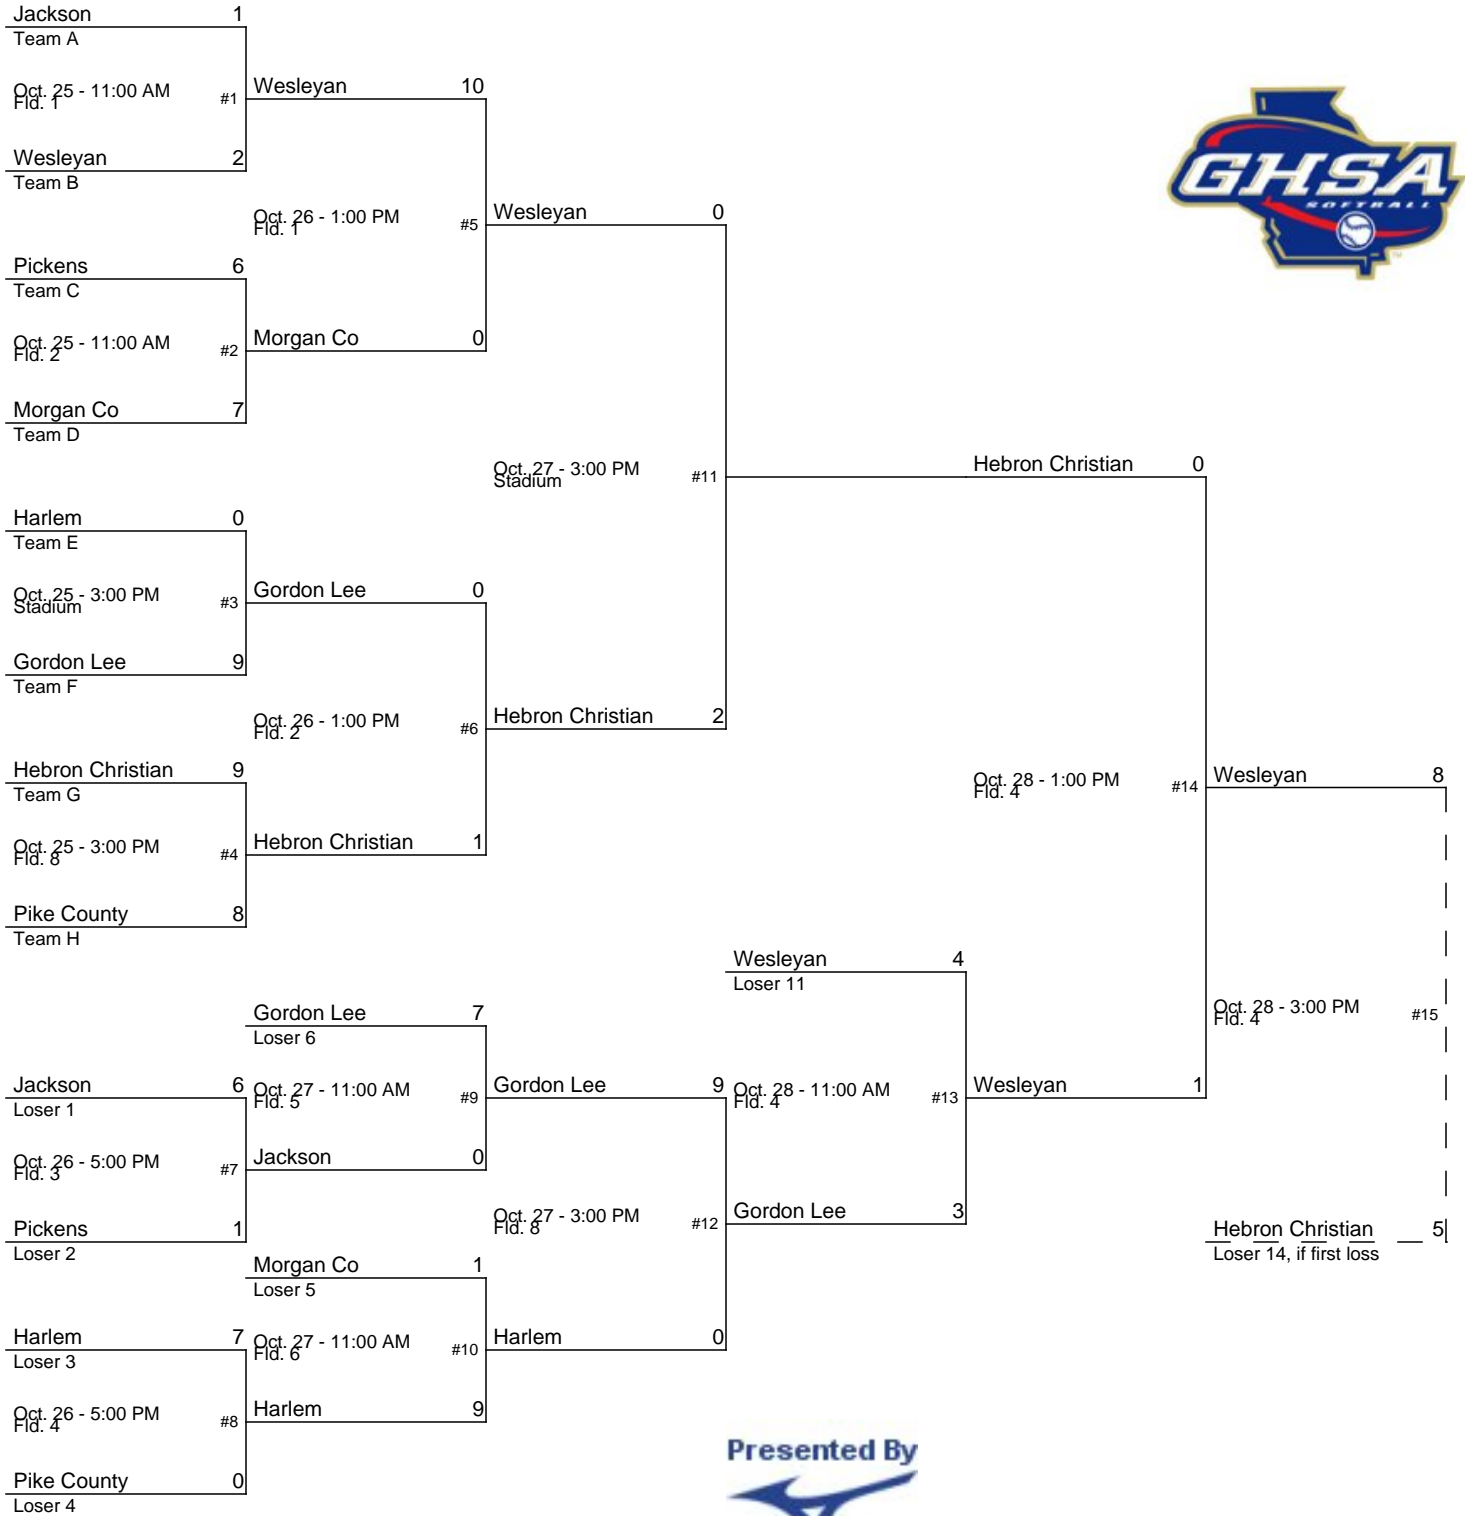 Jackson 1
Team A
Oct. 25 - 11:00 AM
Fld. 1
#1
Wesleyan 2
Team B
Pickens 6
Team C
Oct. 25 - 11:00 AM
Fld. 2
#2
Morgan Co 7
Team D
Harlem 0
Team E
Oct. 25 - 3:00 PM
Stadium
#3
Gordon Lee 9
Team F
Hebron Christian 9
Team G
Oct. 25 - 3:00 PM
Fld. 8
#4
Pike County 8
Team H
Wesleyan 10
Oct. 26 - 1:00 PM
Fld. 1
#5
Morgan Co 0
Gordon Lee 0
Oct. 26 - 1:00 PM
Fld. 2
#6
Hebron Christian 1
Wesleyan 0
Oct. 27 - 3:00 PM
Stadium
#11
Hebron Christian 2
Jackson 6
Loser 1
Oct. 26 - 5:00 PM
Fld. 3
#7
Pickens 1
Loser 2
Harlem 7
Loser 3
Oct. 26 - 5:00 PM
Fld. 4
#8
Pike County 0
Loser 4
Gordon Lee 7
Loser 6
Oct. 27 - 11:00 AM
Fld. 5
#9
Jackson 0
Morgan Co 1
Loser 5
Oct. 27 - 11:00 AM
Fld. 6
#10
Harlem 9
Gordon Lee 9
Oct. 27 - 3:00 PM
Fld. 8
#12
Harlem 0
Wesleyan 4
Loser 11
Oct. 28 - 11:00 AM
Fld. 4
#13
Gordon Lee 3
Hebron Christian 0
Oct. 28 - 1:00 PM
Fld. 4
#14
Wesleyan 1
Wesleyan 8
Oct. 28 - 3:00 PM
Fld. 4
#15
Hebron Christian 5
Loser 14, if first loss
GHSA
SOFTBALL
TM
Presented By